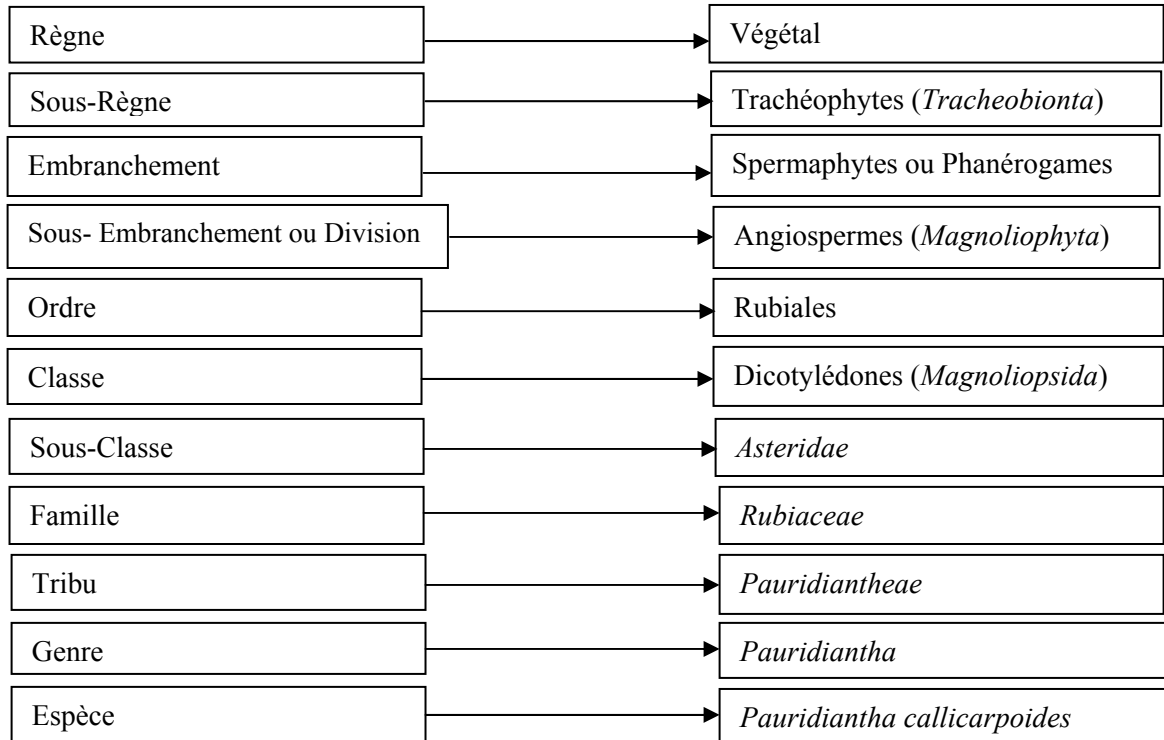 Règne Végétal
Sous-Règne Trachéophytes (Tracheobionta)
Embranchement Spermaphytes ou Phanérogames
Sous- Embranchement ou Division Angiospermes (Magnoliophyta)
Ordre Rubiales
Classe Dicotylédones (Magnoliopsida)
Sous-Classe Asteridae
Famille Rubiaceae
Tribu Pauridiantheae
Genre Pauridiantha
Espèce Pauridiantha callicarpoides